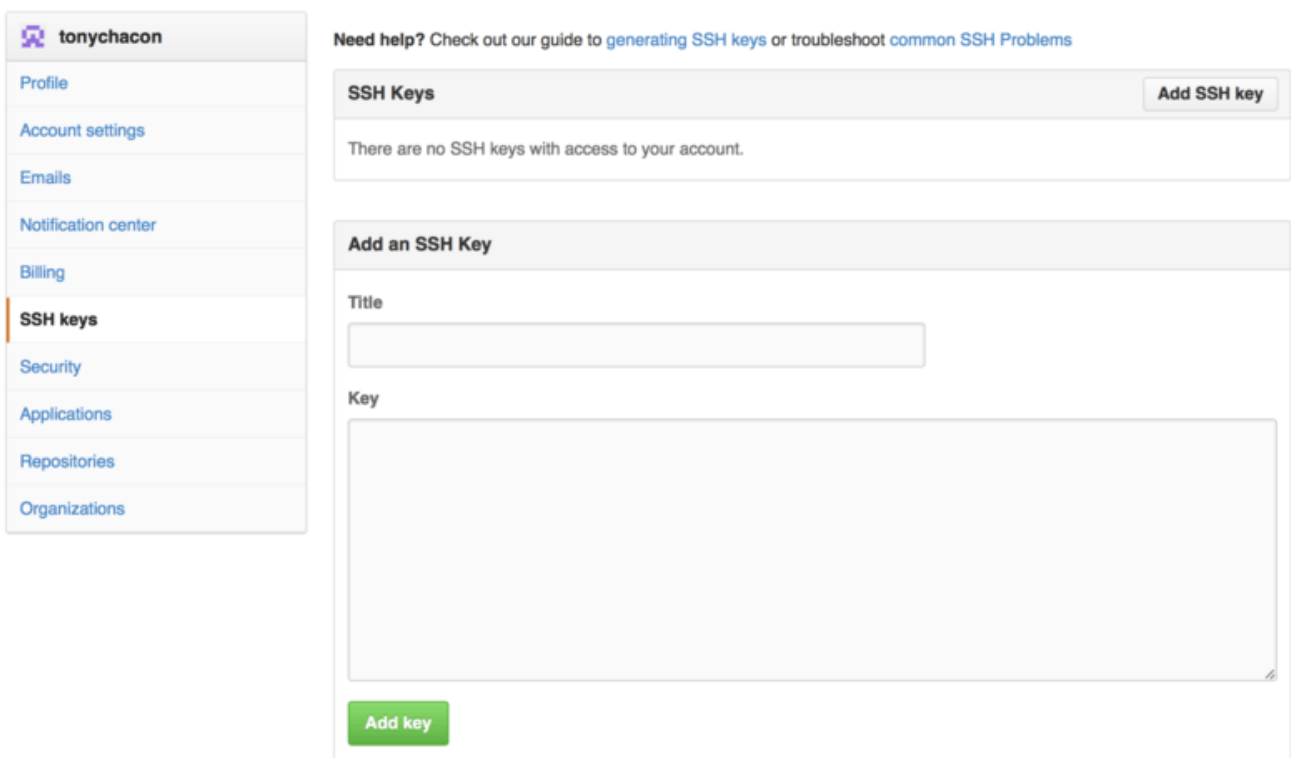 tonychacon
Profile
Account settings
Emails
Notification center
Billing
SSH keys
Security
Applications
Repositories
Organizations
Need help? Check out our guide to generating SSH keys or troubleshoot common SSH Problems
SSH Keys
Add SSH key
There are no SSH keys with access to your account.
Add an SSH Key
Title
Key
Add key